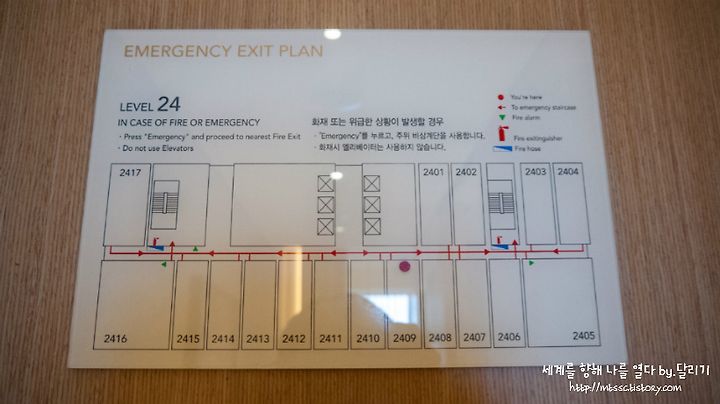 EMERGENCY EXIT PLAN
LEVEL 24
IN CASE OF FIRE OR EMERGENCY
· Press "Emergency" and proceed to nearest Fire Exit
· Do not use Elevators
화재 또는 위급한 상황이 발생할 경우
· "Emergency"를 누르고, 주위 비상계단을 사용합니다.
· 화재시 엘리베이터는 사용하지 않습니다.
You're here
To emergency staircase
Fire alarm
Fire exitinguisher
Fire hose
2417
2401
2402
2403
2404
2416
2415
2414
2413
2412
2411
2410
2409
2408
2407
2406
2405
세계를 향해 나를 열다 by.달리기
http://mtssc.tistory.com